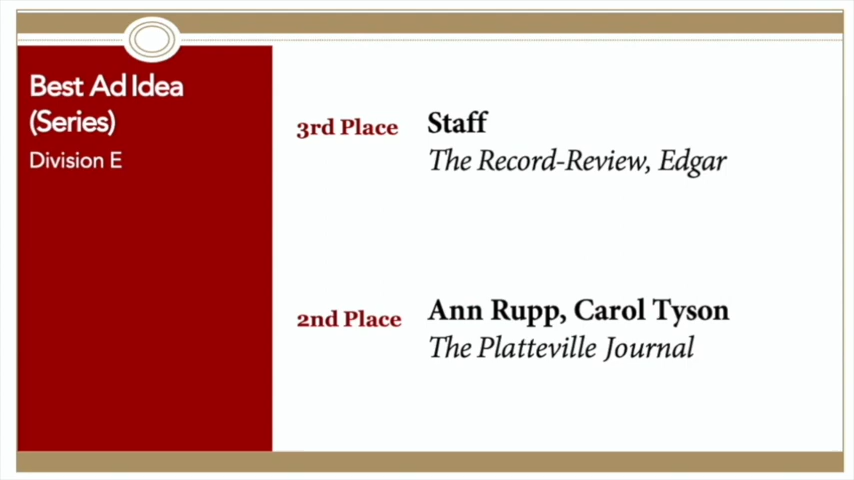 Best Ad Idea
(Series)
Division E
3rd Place
Staff
The Record-Review, Edgar
2nd Place
Ann Rupp, Carol Tyson
The Platteville Journal